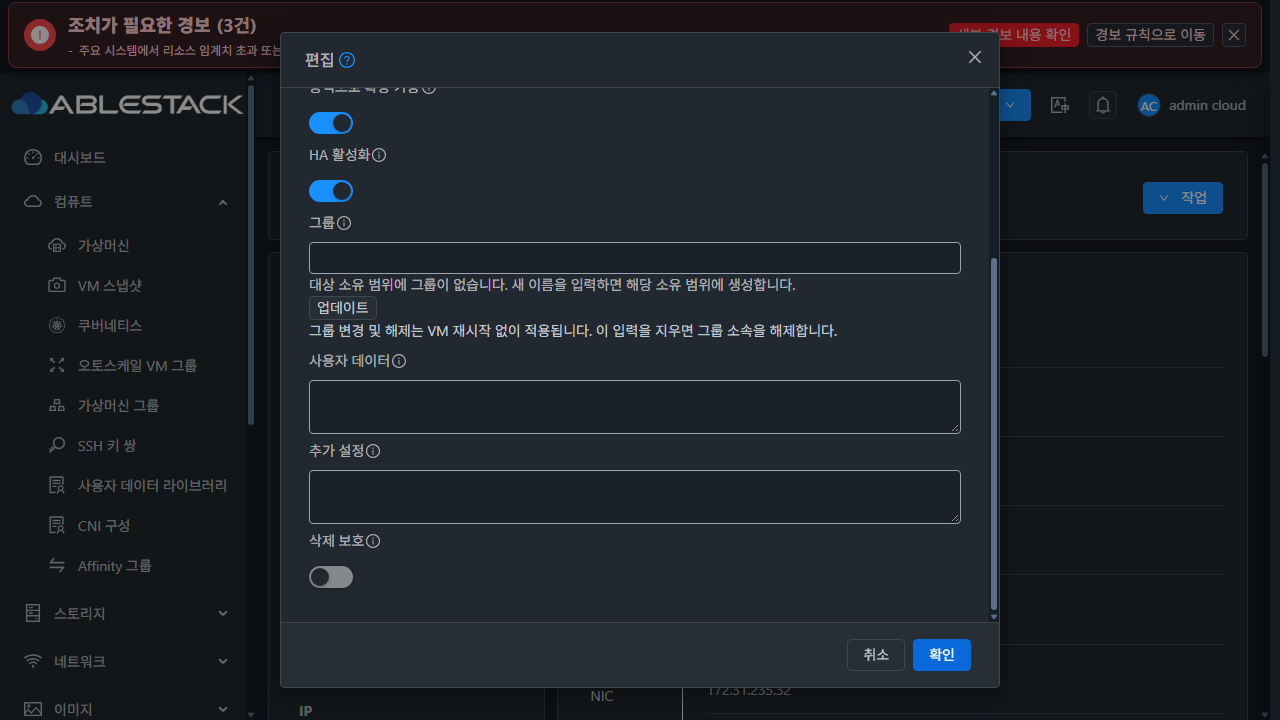 조치가 필요한 경보 (3건)
- 주요 시스템에서 리소스 임계치 초과 또는
경보 내용 확인
경보 규칙으로 이동
편집
ABLESTACK
AC admin cloud
대시보드
컴퓨트
가상머신
VM 스냅샷
쿠버네티스
오토스케일 VM 그룹
가상머신 그룹
SSH 키 쌍
사용자 데이터 라이브러리
CNI 구성
Affinity 그룹
스토리지
네트워크
이미지
작업
HA 활성화
그룹
대상 소유 범위에 그룹이 없습니다. 새 이름을 입력하면 해당 소유 범위에 생성합니다.
업데이트
그룹 변경 및 해제는 VM 재시작 없이 적용됩니다. 이 입력을 지우면 그룹 소속을 해제합니다.
사용자 데이터
추가 설정
삭제 보호
취소
확인
NIC
172.31.235.32
IP